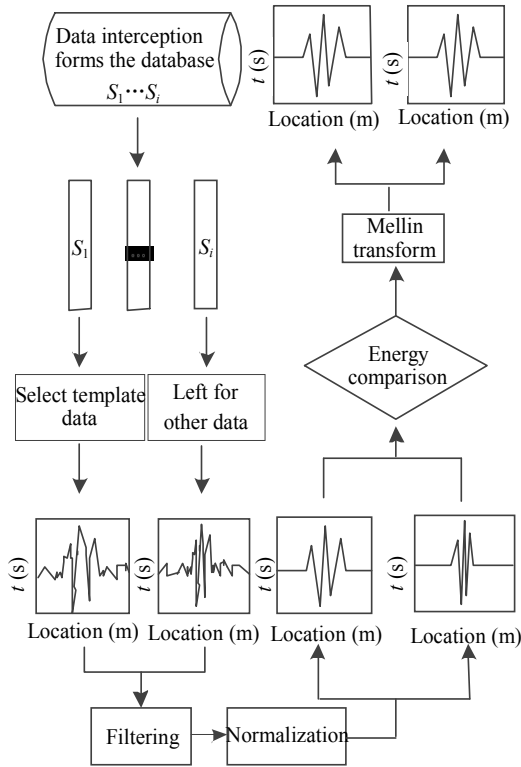 Data interception
forms the database
S₁⋯Sᵢ
t (s)
Location (m)
t (s)
Location (m)
Mellin
transform
S₁
...
Sᵢ
Energy
comparison
Select template
data
Left for
other data
t (s)
Location (m)
t (s)
Location (m)
t (s)
Location (m)
t (s)
Location (m)
Filtering
Normalization